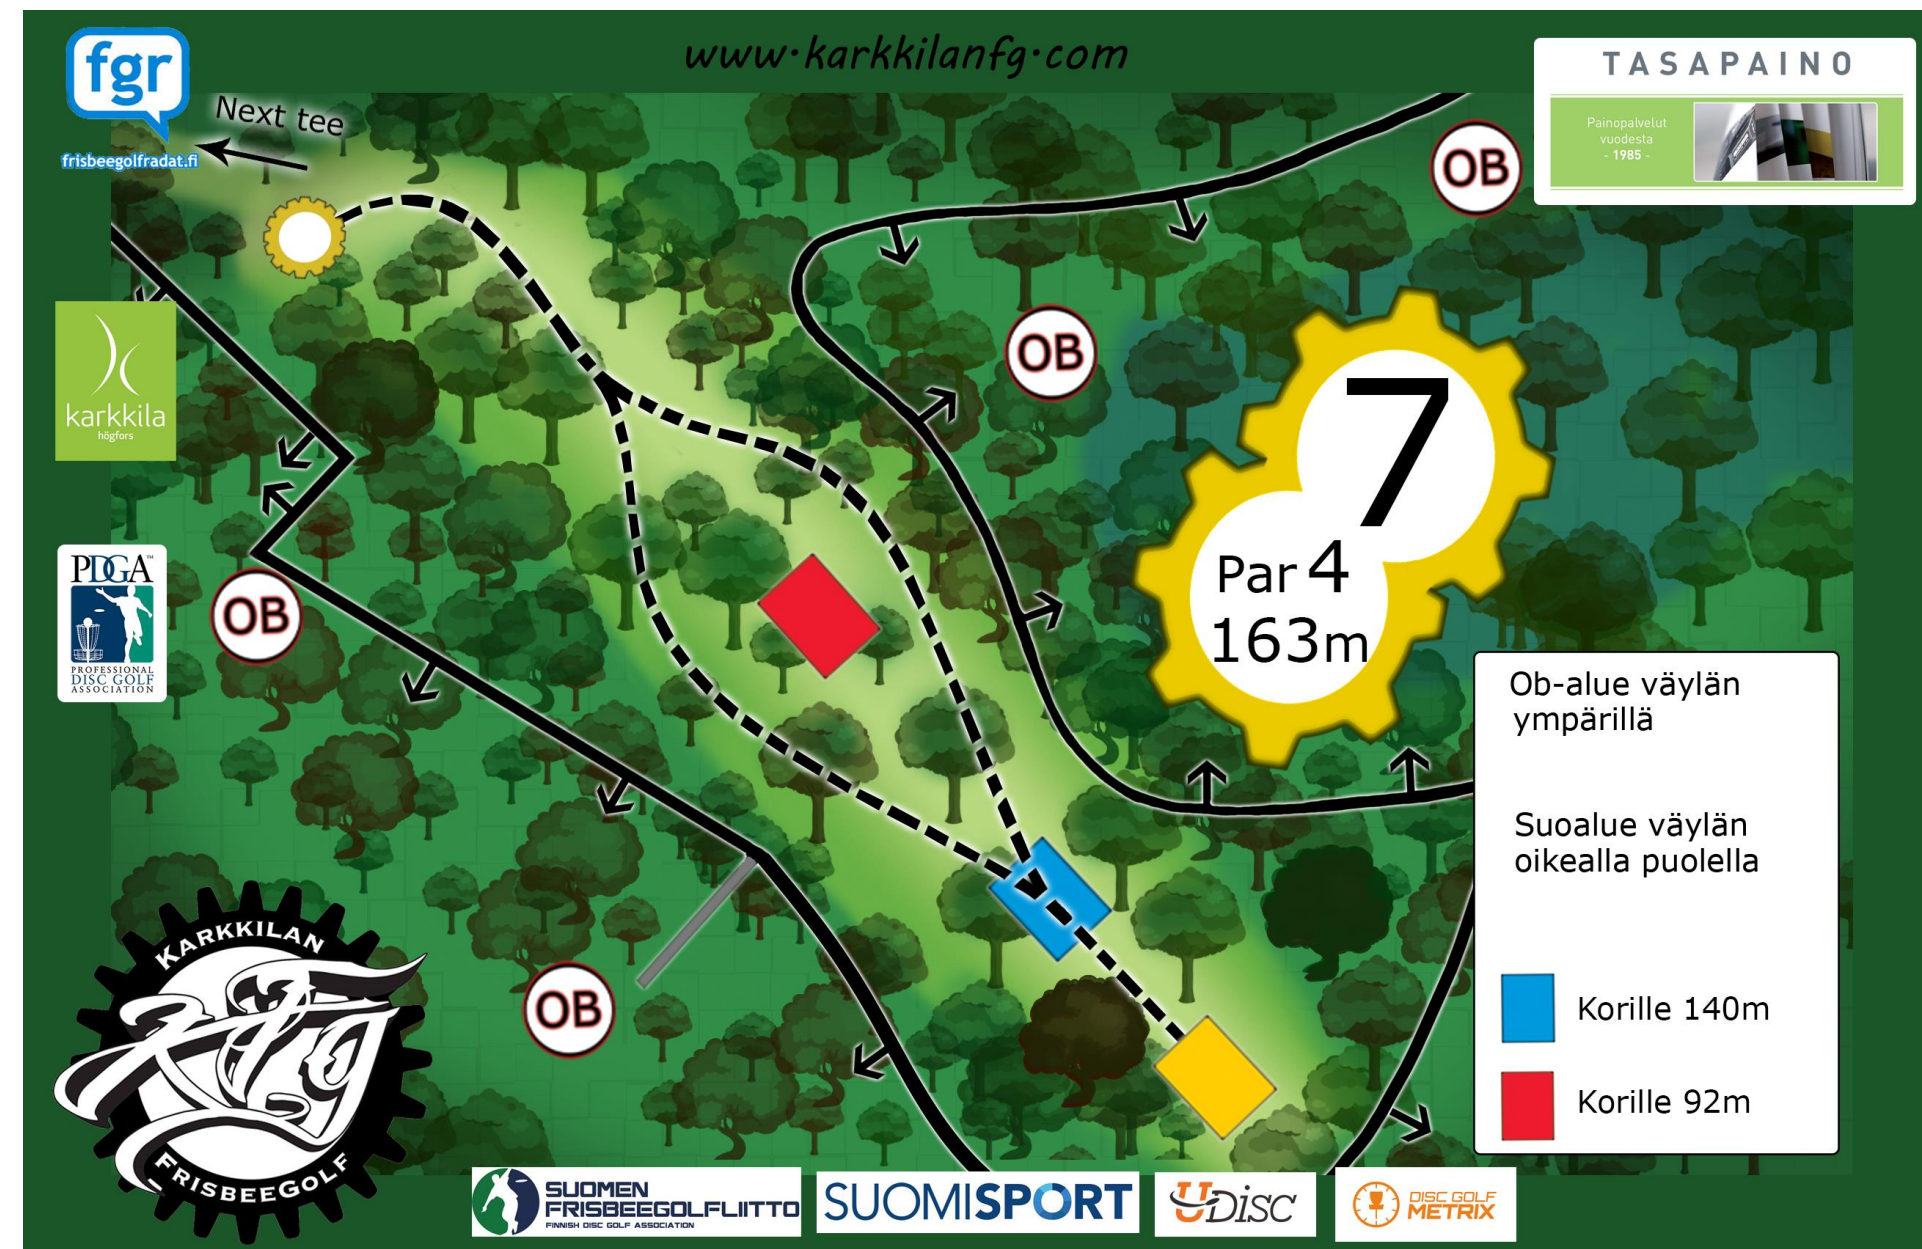 fgr
frisbeegolfradat.fi
www.karkkilanfg.com
TASAPAINO
Painopalvelut
vuodesta
- 1985 -
Next tee
OB
OB
karkkila
högfors
7
Par 4
163m
PDGA™
PROFESSIONAL
DISC GOLF
ASSOCIATION
OB
Ob-alue väylän
ympärillä
Suoalue väylän
oikealla puolella
Korille 140m
Korille 92m
OB
KARKKILAN
KFg
FRISBEEGOLF
SUOMEN
FRISBEEGOLFLIITTO
FINNISH DISC GOLF ASSOCIATION
SUOMISPORT
UDisc
DISC GOLF
METRIX